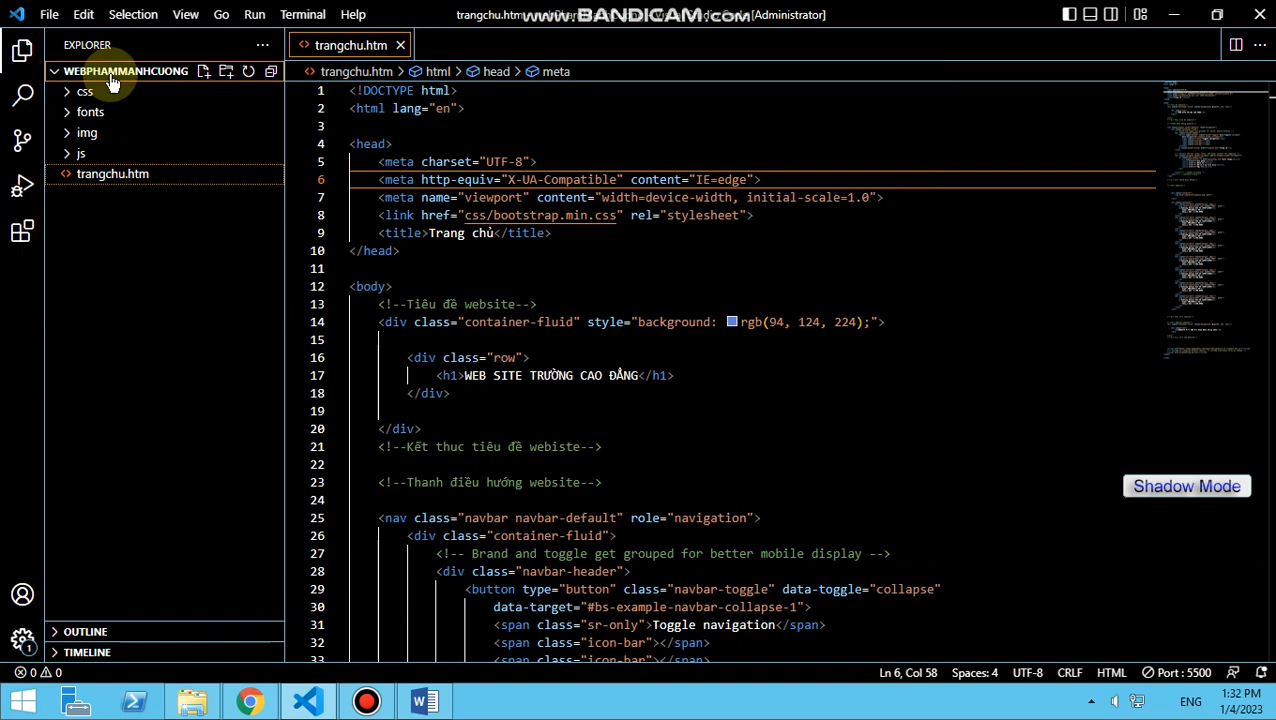 File Edit Selection View Go Run Terminal Help
www.BANDICAM.com
trangchu.htm
[Administrator]
EXPLORER
trangchu.htm
WEBPHAMMANHCUONG
trangchu.htm html head meta
css
fonts
img
js
trangchu.htm
1 <!DOCTYPE html>
2 <html lang="en">
3
4 <head>
5 <meta charset="UTF-8">
6 <meta http-equiv="X-UA-Compatible" content="IE=edge">
7 <meta name="viewport" content="width=device-width, initial-scale=1.0">
8 <link href="css/bootstrap.min.css" rel="stylesheet">
9 <title>Trang chủ</title>
10 </head>
11
12 <body>
13 <!--Tiêu đề website-->
14 <div class="container-fluid" style="background: rgb(94, 124, 224);">
15
16 <div class="row">
17 <h1>WEB SITE TRƯỜNG CAO ĐẲNG</h1>
18 </div>
19
20 </div>
21 <!--Kết thuc tiêu đề webiste-->
22
23 <!--Thanh điều hướng website-->
24
25 <nav class="navbar navbar-default" role="navigation">
26 <div class="container-fluid">
27 <!-- Brand and toggle get grouped for better mobile display -->
28 <div class="navbar-header">
29 <button type="button" class="navbar-toggle" data-toggle="collapse"
30 data-target="#bs-example-navbar-collapse-1">
31 <span class="sr-only">Toggle navigation</span>
32 <span class="icon-bar"></span>
33 <span class="icon-bar"></span>
Shadow Mode
OUTLINE
TIMELINE
0 0 Ln 6, Col 58 Spaces: 4 UTF-8 CRLF HTML Port : 5500
ENG
1:32 PM
1/4/2023